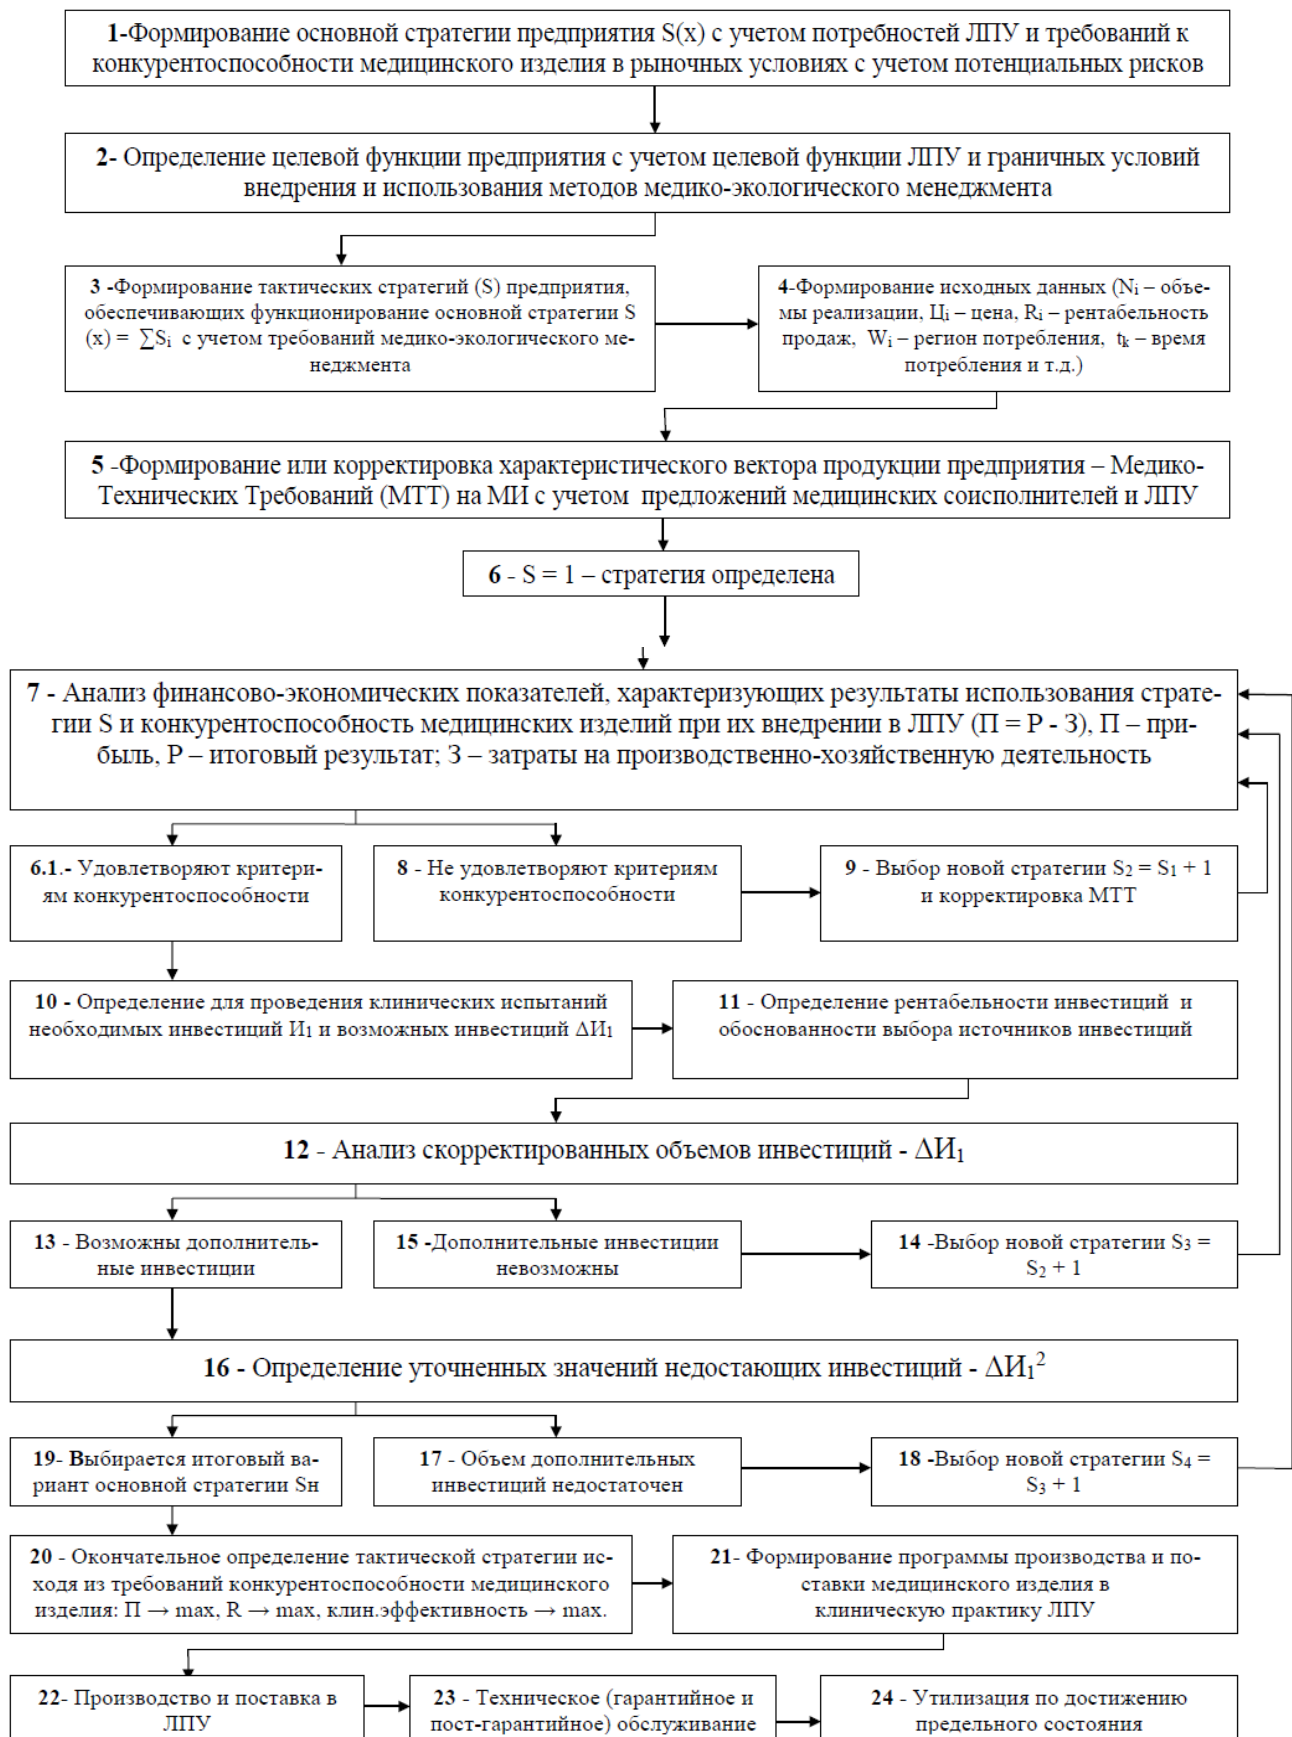 1-Формирование основной стратегии предприятия S(x) с учетом потребностей ЛПУ и требований к
конкурентоспособности медицинского изделия в рыночных условиях с учетом потенциальных рисков
2- Определение целевой функции предприятия с учетом целевой функции ЛПУ и граничных условий
внедрения и использования методов медико-экологического менеджмента
3 -Формирование тактических стратегий (S) предприятия,
обеспечивающих функционирование основной стратегии S
(x) = ∑Sᵢ с учетом требований медико-экологического ме-
неджмента
4-Формирование исходных данных (Nᵢ – объе-
мы реализации, Цᵢ – цена, Rᵢ – рентабельность
продаж, Wᵢ – регион потребления, tₖ – время
потребления и т.д.)
5 -Формирование или корректировка характеристического вектора продукции предприятия – Медико-
Технических Требований (МТТ) на МИ с учетом предложений медицинских соисполнителей и ЛПУ
6 - S = 1 – стратегия определена
7 - Анализ финансово-экономических показателей, характеризующих результаты использования страте-
гии S и конкурентоспособность медицинских изделий при их внедрении в ЛПУ (П = Р - З), П – при-
быль, Р – итоговый результат; З – затраты на производственно-хозяйственную деятельность
6.1.- Удовлетворяют критери-
ям конкурентоспособности
8 - Не удовлетворяют критериям
конкурентоспособности
9 - Выбор новой стратегии S₂ = S₁ + 1
и корректировка МТТ
10 - Определение для проведения клинических испытаний
необходимых инвестиций И₁ и возможных инвестиций ΔИ₁
11 - Определение рентабельности инвестиций и
обоснованности выбора источников инвестиций
12 - Анализ скорректированных объемов инвестиций - ΔИ₁
13 - Возможны дополнитель-
ные инвестиции
15 -Дополнительные инвестиции
невозможны
14 -Выбор новой стратегии S₃ =
S₂ + 1
16 - Определение уточненных значений недостающих инвестиций - ΔИ₁²
19- Выбирается итоговый ва-
риант основной стратегии Sн
17 - Объем дополнительных
инвестиций недостаточен
18 -Выбор новой стратегии S₄ =
S₃ + 1
20 - Окончательное определение тактической стратегии ис-
ходя из требований конкурентоспособности медицинского
изделия: П → max, R → max, клин.эффективность → max.
21- Формирование программы производства и по-
ставки медицинского изделия в
клиническую практику ЛПУ
22- Производство и поставка в
ЛПУ
23 - Техническое (гарантийное и
пост-гарантийное) обслуживание
24 - Утилизация по достижению
предельного состояния